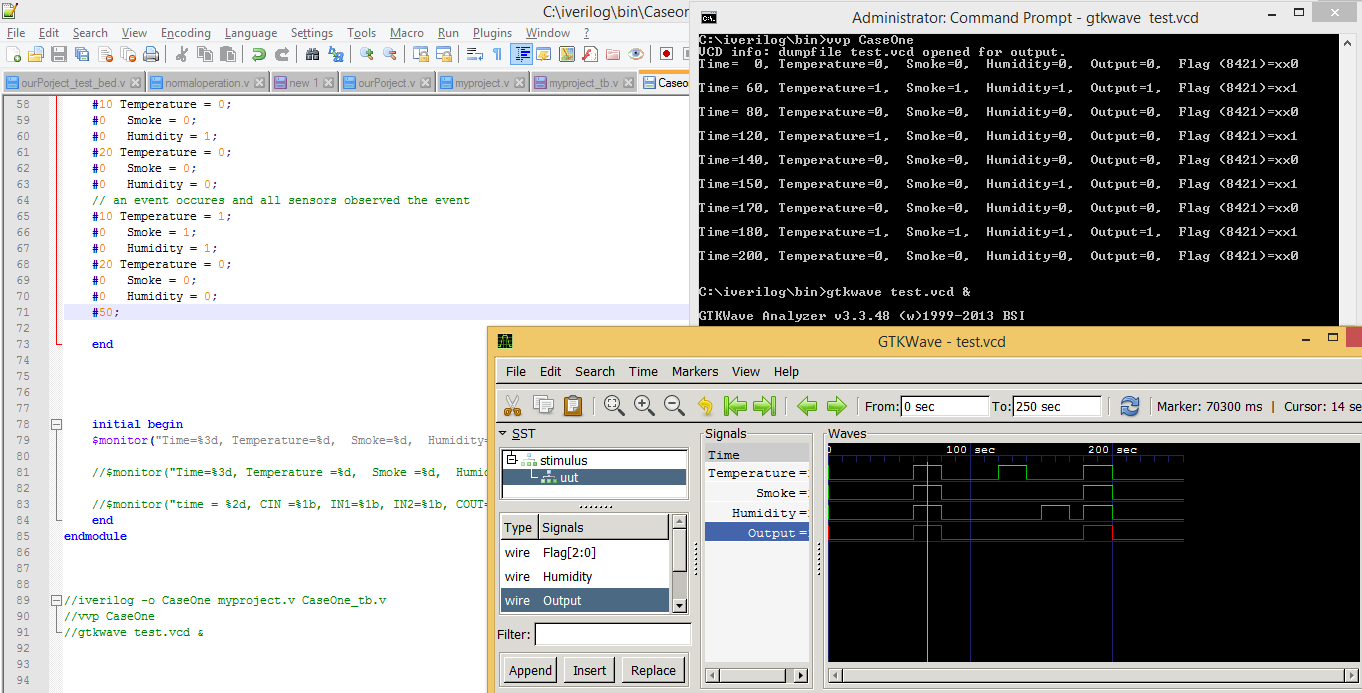 C:\iverilog\bin\Caseor
File Edit Search View Encoding Language Settings Tools Macro Run Plugins Window ?
ourPorject_test_bed.v normaloperation.v new 1 ourPorject.v myproject.v myproject_tb.v Caseo
58 #10 Temperature = 0;
59 #0 Smoke = 0;
60 #0 Humidity = 1;
61 #20 Temperature = 0;
62 #0 Smoke = 0;
63 #0 Humidity = 0;
64 // an event occures and all sensors observed the event
65 #10 Temperature = 1;
66 #0 Smoke = 1;
67 #0 Humidity = 1;
68 #20 Temperature = 0;
69 #0 Smoke = 0;
70 #0 Humidity = 0;
71 #50;
72
73 end
74
75
76
77
78 initial begin
79 $monitor("Time=%3d, Temperature=%d, Smoke=%d, Humidity=
80
81 //$monitor("Time=%3d, Temperature =%d, Smoke =%d, Humid
82
83 //$monitor("time = %2d, CIN =%1b, IN1=%1b, IN2=%1b, COUT=
84 end
85 endmodule
86
87
88
89 //iverilog -o CaseOne myproject.v CaseOne_tb.v
90 //vvp CaseOne
91 //gtkwave test.vcd &
92
93
94
Administrator: Command Prompt - gtkwave test.vcd
C:\iverilog\bin>vvp CaseOne
VCD info: dumpfile test.vcd opened for output.
Time= 0, Temperature=0, Smoke=0, Humidity=0, Output=0, Flag (8421)=xx0
Time= 60, Temperature=1, Smoke=1, Humidity=1, Output=1, Flag (8421)=xx1
Time= 80, Temperature=0, Smoke=0, Humidity=0, Output=0, Flag (8421)=xx0
Time=120, Temperature=1, Smoke=0, Humidity=0, Output=0, Flag (8421)=xx1
Time=140, Temperature=0, Smoke=0, Humidity=0, Output=0, Flag (8421)=xx0
Time=150, Temperature=0, Smoke=0, Humidity=1, Output=0, Flag (8421)=xx1
Time=170, Temperature=0, Smoke=0, Humidity=0, Output=0, Flag (8421)=xx0
Time=180, Temperature=1, Smoke=1, Humidity=1, Output=1, Flag (8421)=xx1
Time=200, Temperature=0, Smoke=0, Humidity=0, Output=0, Flag (8421)=xx0
C:\iverilog\bin>gtkwave test.vcd &
GTKWave Analyzer v3.3.48 (w)1999-2013 BSI
GTKWave - test.vcd
File Edit Search Time Markers View Help
From: 0 sec To: 250 sec Marker: 70300 ms | Cursor: 14 se
SST
stimulus
uut
Type Signals
wire Flag[2:0]
wire Humidity
wire Output
Filter:
Append Insert Replace
Signals
Time
Temperature =
Smoke =
Humidity =
Output =
Waves
0 100 sec 200 sec